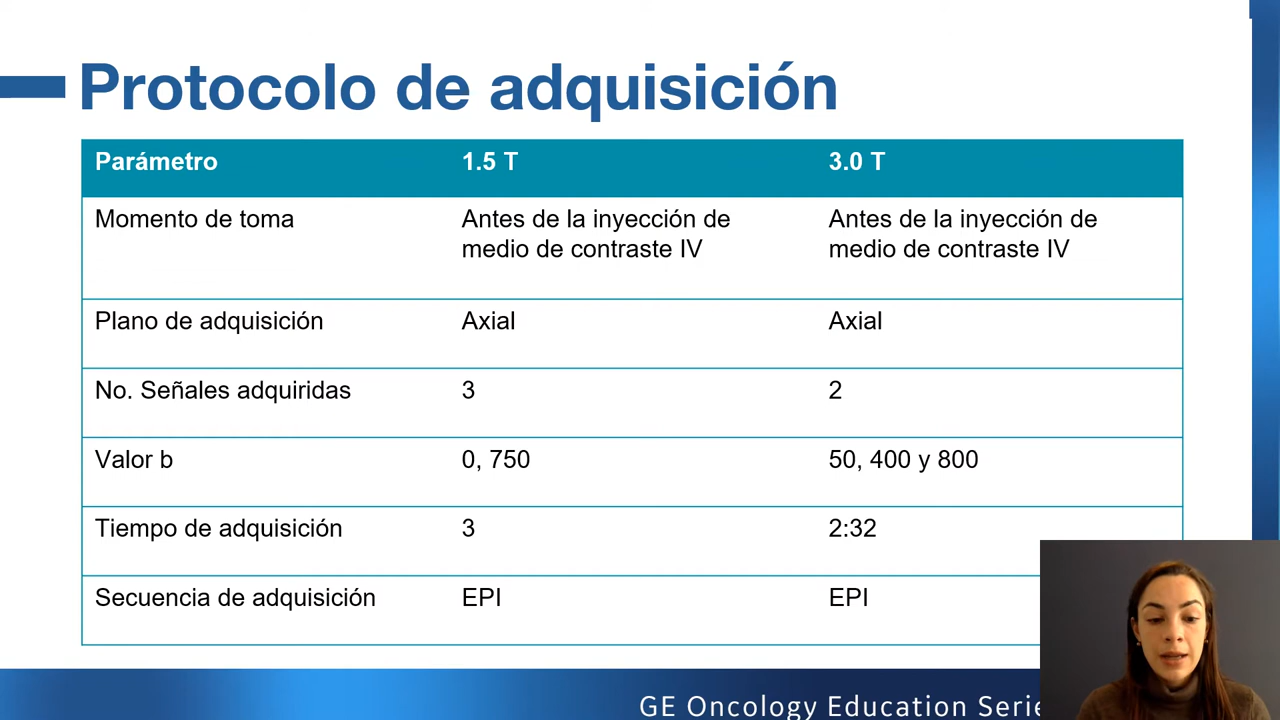 Protocolo de adquisición
Parámetro 1.5 T 3.0 T
Momento de toma Antes de la inyección de Antes de la inyección de
medio de contraste IV medio de contraste IV
Plano de adquisición Axial Axial
No. Señales adquiridas 3 2
Valor b 0, 750 50, 400 y 800
Tiempo de adquisición 3 2:32
Secuencia de adquisición EPI EPI
GE Oncology Education Serie